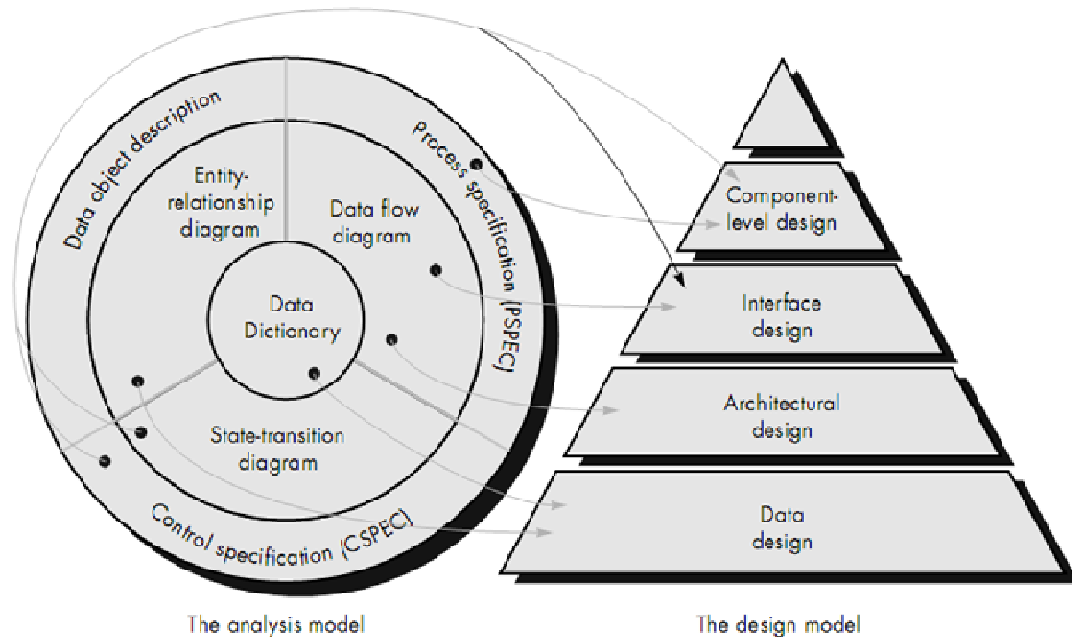 Data object description
Process specification (PSPEC)
Control specification (CSPEC)
Entity-
relationship
diagram
Data flow
diagram
Data
Dictionary
State-transition
diagram
The analysis model
Component-
level design
Interface
design
Architectural
design
Data
design
The design model